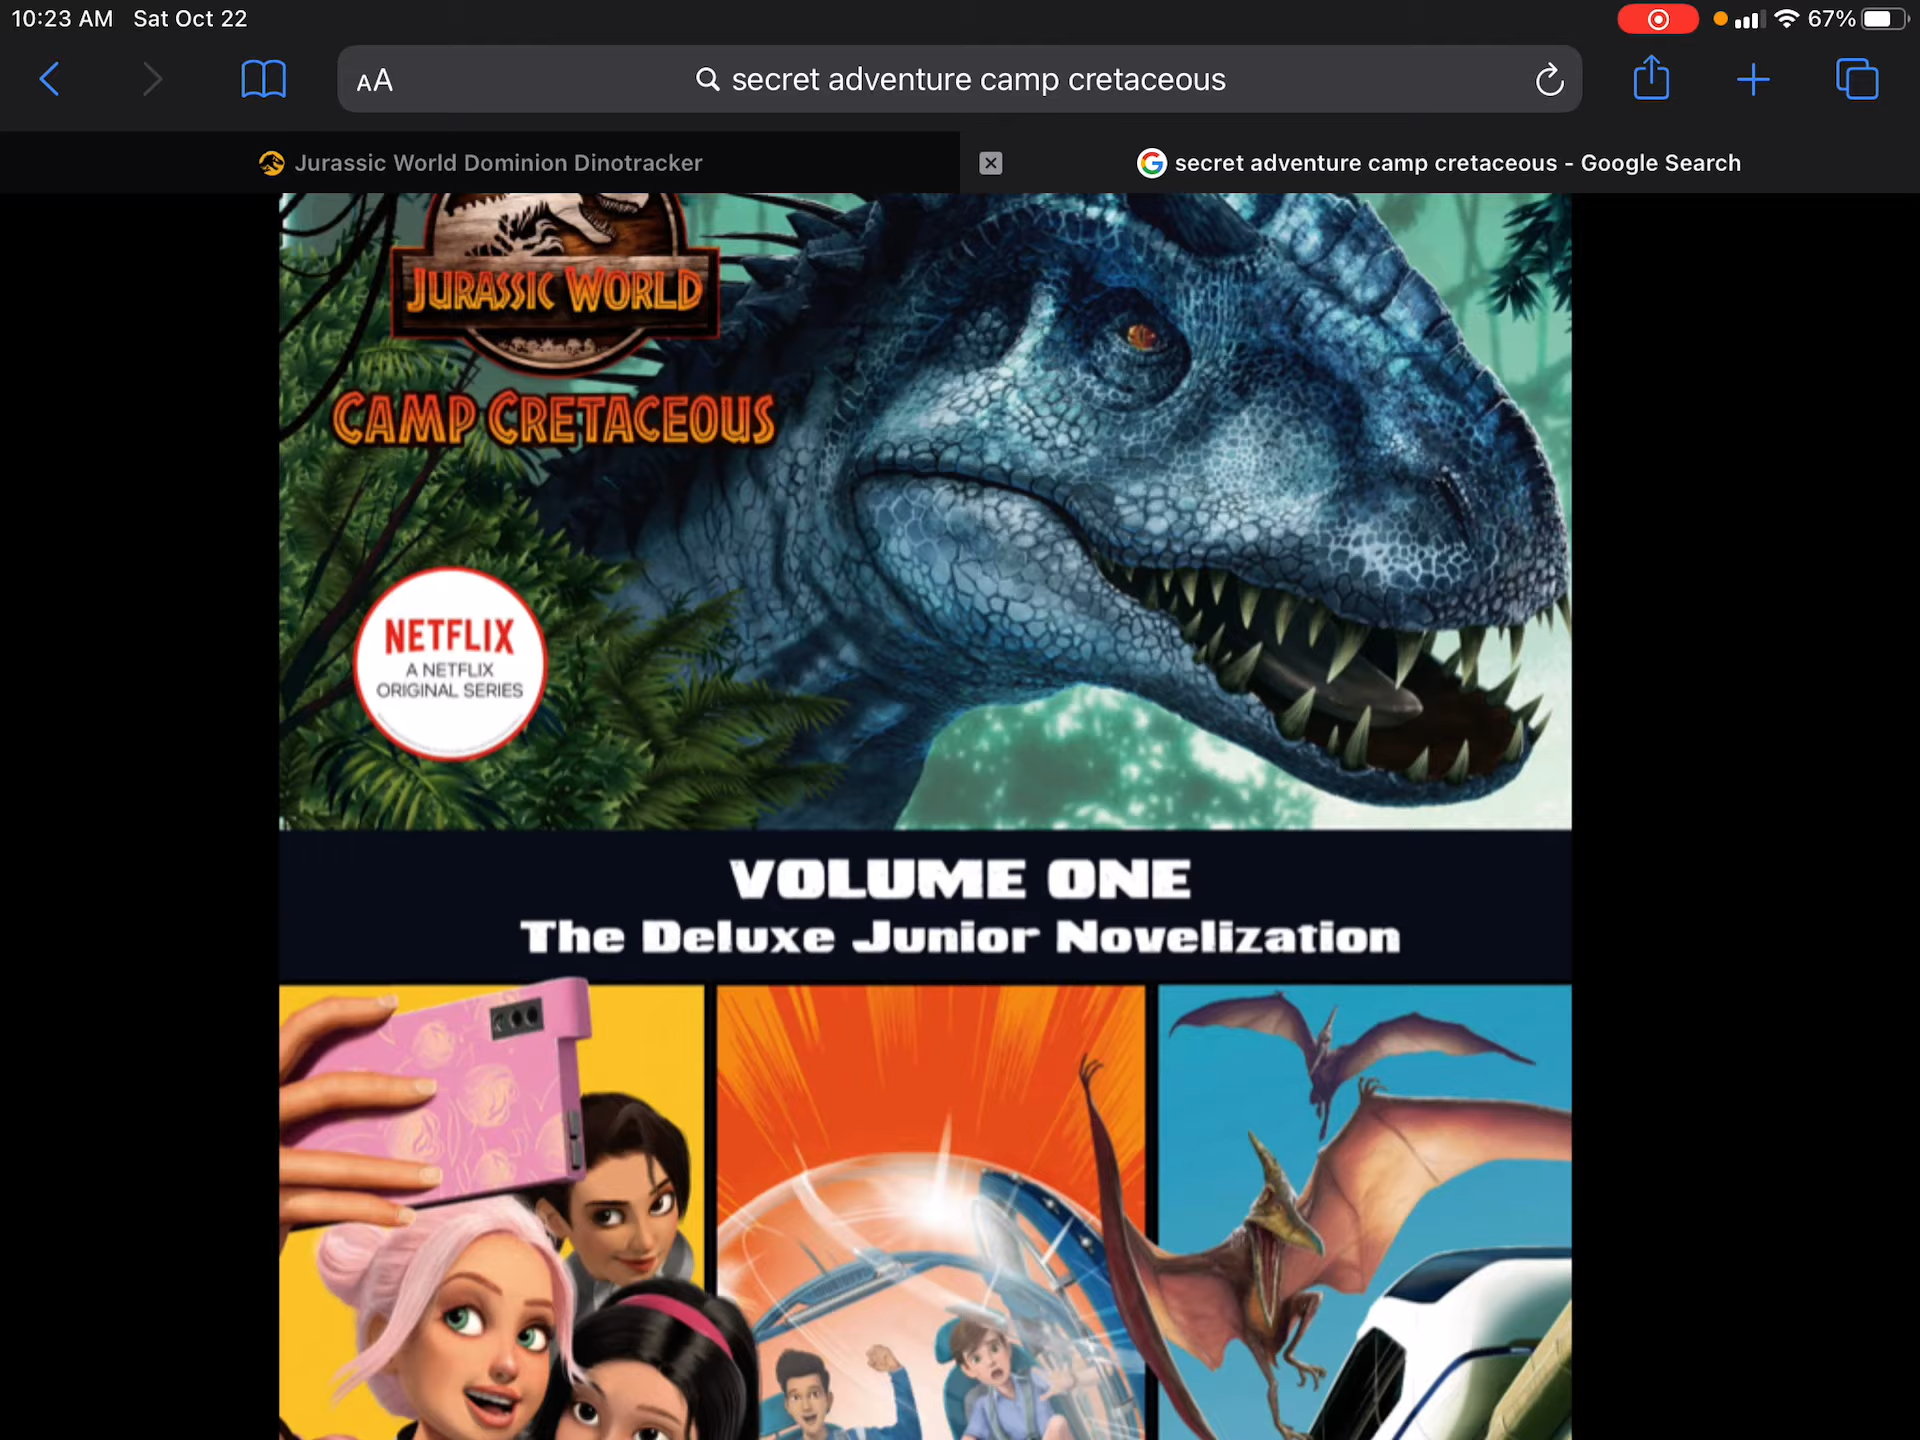 10:23 AM Sat Oct 22
67%
AA
secret adventure camp cretaceous
Jurassic World Dominion Dinotracker
secret adventure camp cretaceous - Google Search
JURASSIC WORLD
CAMP CRETACEOUS
NETFLIX
A NETFLIX
ORIGINAL SERIES
VOLUME ONE
The Deluxe Junior Novelization